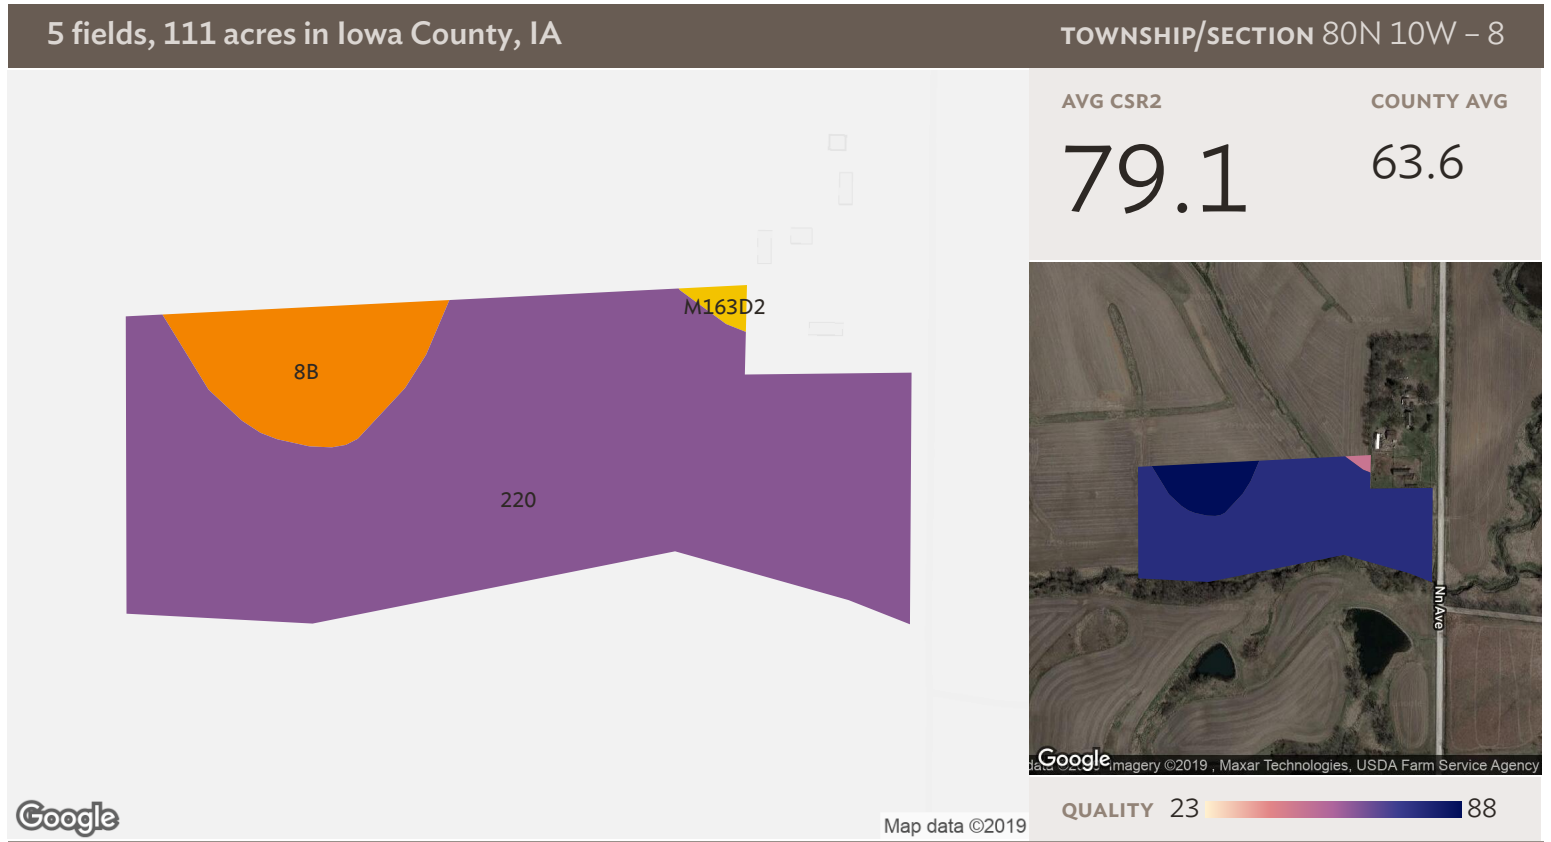 5 fields, 111 acres in Iowa County, IA
TOWNSHIP/SECTION 80N 10W – 8
AVG CSR2
COUNTY AVG
79.1
63.6
M163D2
8B
220
Nn Ave
Google
Imagery ©2019 , Maxar Technologies, USDA Farm Service Agency
Google
Map data ©2019
QUALITY 23 88